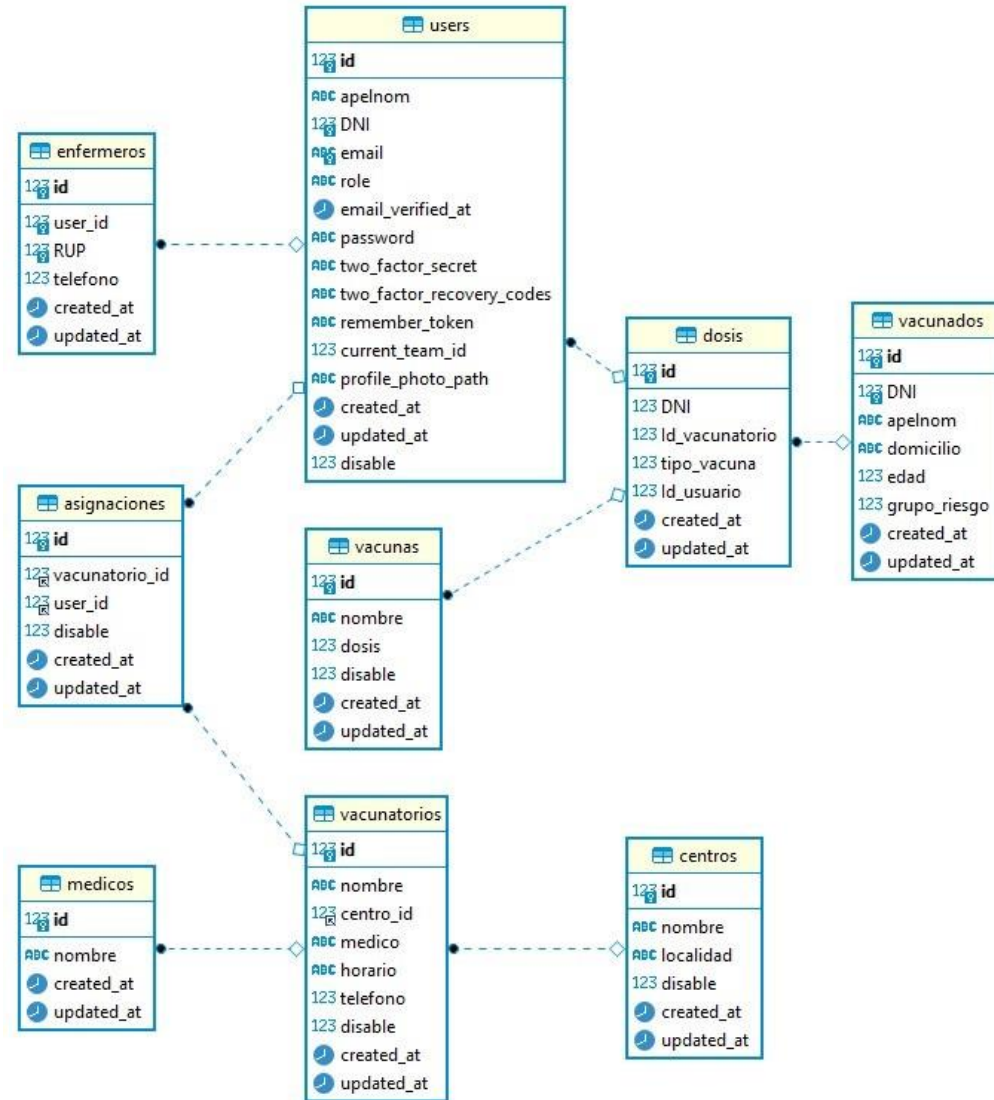 users
id
apelnom
DNI
email
role
email_verified_at
password
two_factor_secret
two_factor_recovery_codes
remember_token
current_team_id
profile_photo_path
created_at
updated_at
disable
enfermeros
id
user_id
RUP
telefono
created_at
updated_at
dosis
id
DNI
Id_vacunatorio
tipo_vacuna
Id_usuario
created_at
updated_at
vacunados
id
DNI
apelnom
domicilio
edad
grupo_riesgo
created_at
updated_at
asignaciones
id
vacunatorio_id
user_id
disable
created_at
updated_at
vacunas
id
nombre
dosis
disable
created_at
updated_at
vacunatorios
id
nombre
centro_id
medico
horario
telefono
disable
created_at
updated_at
medicos
id
nombre
created_at
updated_at
centros
id
nombre
localidad
disable
created_at
updated_at